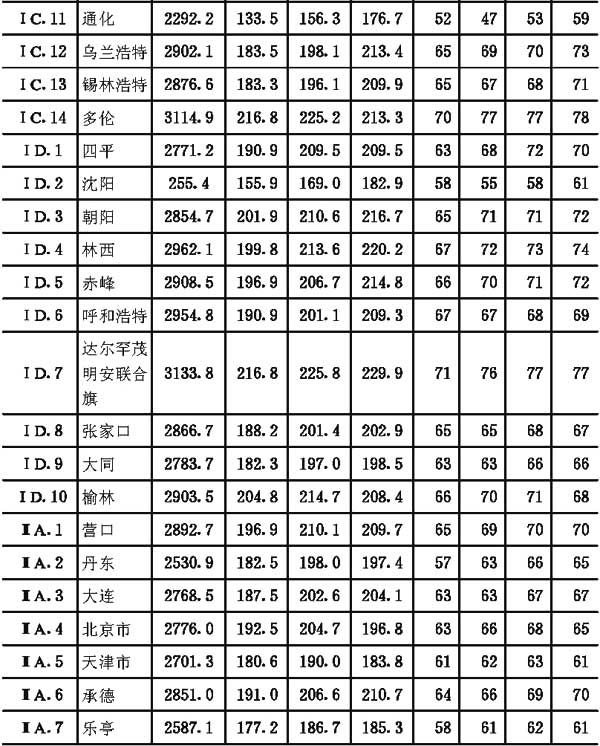 ⅠC.11 通化 2292.2 133.5 156.3 176.7 52 47 53 59
ⅠC.12 乌兰浩特 2902.1 183.5 198.1 213.4 65 69 70 73
ⅠC.13 锡林浩特 2876.6 183.3 196.1 209.9 65 67 68 71
ⅠC.14 多伦 3114.9 216.8 225.2 213.3 70 77 77 78
ⅠD.1 四平 2771.2 190.9 209.5 209.5 63 68 72 70
ⅠD.2 沈阳 255.4 155.9 169.0 182.9 58 55 58 61
ⅠD.3 朝阳 2854.7 201.9 210.6 216.7 65 71 71 72
ⅠD.4 林西 2962.1 199.8 213.6 220.2 67 72 73 74
ⅠD.5 赤峰 2908.5 196.9 206.7 214.8 66 70 71 72
ⅠD.6 呼和浩特 2954.8 190.9 201.1 209.3 67 67 68 69
达尔罕茂
ⅠD.7 明安联合 3133.8 216.8 225.8 229.9 71 76 77 77
旗
ⅠD.8 张家口 2866.7 188.2 201.4 202.9 65 65 68 67
ⅠD.9 大同 2783.7 182.3 197.0 198.5 63 63 66 66
ⅠD.10 榆林 2903.5 204.8 214.7 208.4 66 70 71 68
ⅡA.1 营口 2892.7 196.9 210.1 209.7 65 69 70 70
ⅡA.2 丹东 2530.9 182.5 198.0 197.4 57 63 66 65
ⅡA.3 大连 2768.5 187.5 202.6 204.1 63 63 67 67
ⅡA.4 北京市 2776.0 192.5 204.7 196.8 63 66 68 65
ⅡA.5 天津市 2701.3 180.6 190.0 183.8 61 62 63 61
ⅡA.6 承德 2851.0 191.0 206.6 210.7 64 66 69 70
ⅡA.7 乐亭 2587.1 177.2 186.7 185.3 58 61 62 61